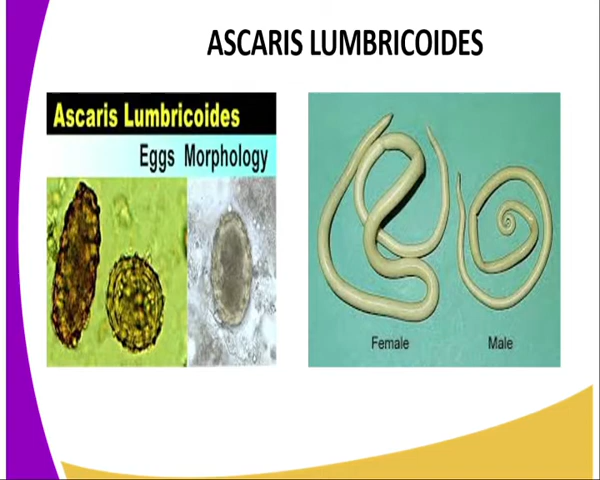 ASCARIS LUMBRICOIDES
Ascaris Lumbricoides
Eggs Morphology
Female
Male